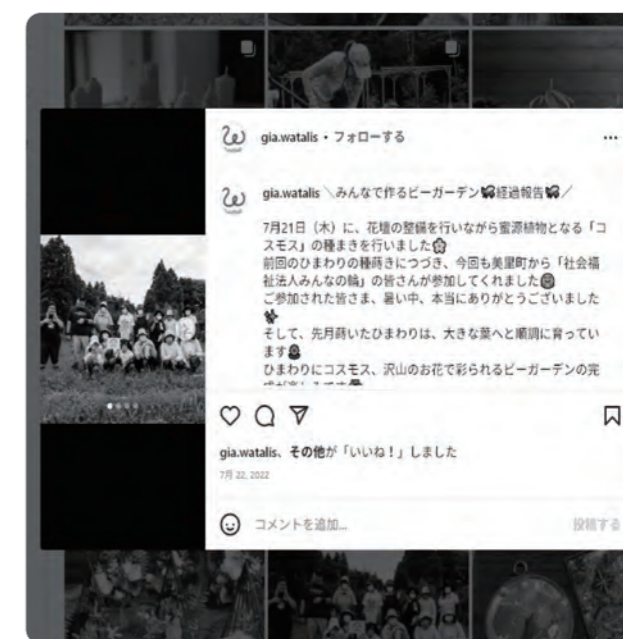 gia.watalis • フォローする
gia.watalis ＼みんなで作るビーガーデン🐝経過報告🐝／
7月21日（木）に、花壇の整備を行いながら蜜源植物となる「コ
スモス」の種まきを行いました🌸
前回のひまわりの種蒔きにつづき、今回も美里町から「社会福
祉法人みんなの輪」の皆さんが参加してくれました
ご参加された皆さま、暑い中、本当にありがとうございました
そして、先月蒔いたひまわりは、大きな葉へと順調に育ってい
ます
ひまわりにコスモス、沢山のお花で彩られるビーガーデンの完
gia.watalis、その他が「いいね！」しました
7月 22, 2022
コメントを追加...
投稿する